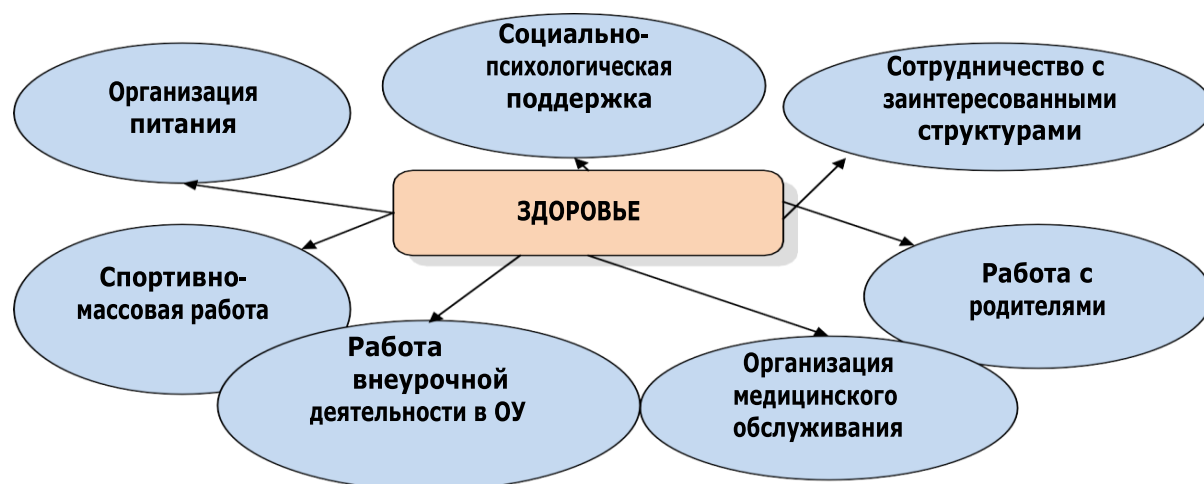 Организация
питания
Социально-
психологическая
поддержка
Сотрудничество с
заинтересованными
структурами
ЗДОРОВЬЕ
Спортивно-
массовая работа
Работа
внеурочной
деятельности в ОУ
Организация
медицинского
обслуживания
Работа с
родителями